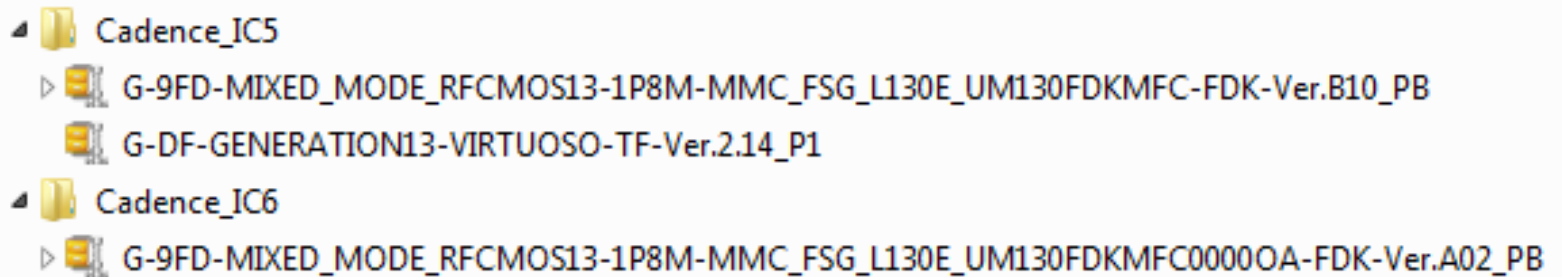 Cadence_IC5
G-9FD-MIXED_MODE_RFCMOS13-1P8M-MMC_FSG_L130E_UM130FDKMFC-FDK-Ver.B10_PB
G-DF-GENERATION13-VIRTUOSO-TF-Ver.2.14_P1
Cadence_IC6
G-9FD-MIXED_MODE_RFCMOS13-1P8M-MMC_FSG_L130E_UM130FDKMFC0000OA-FDK-Ver.A02_PB